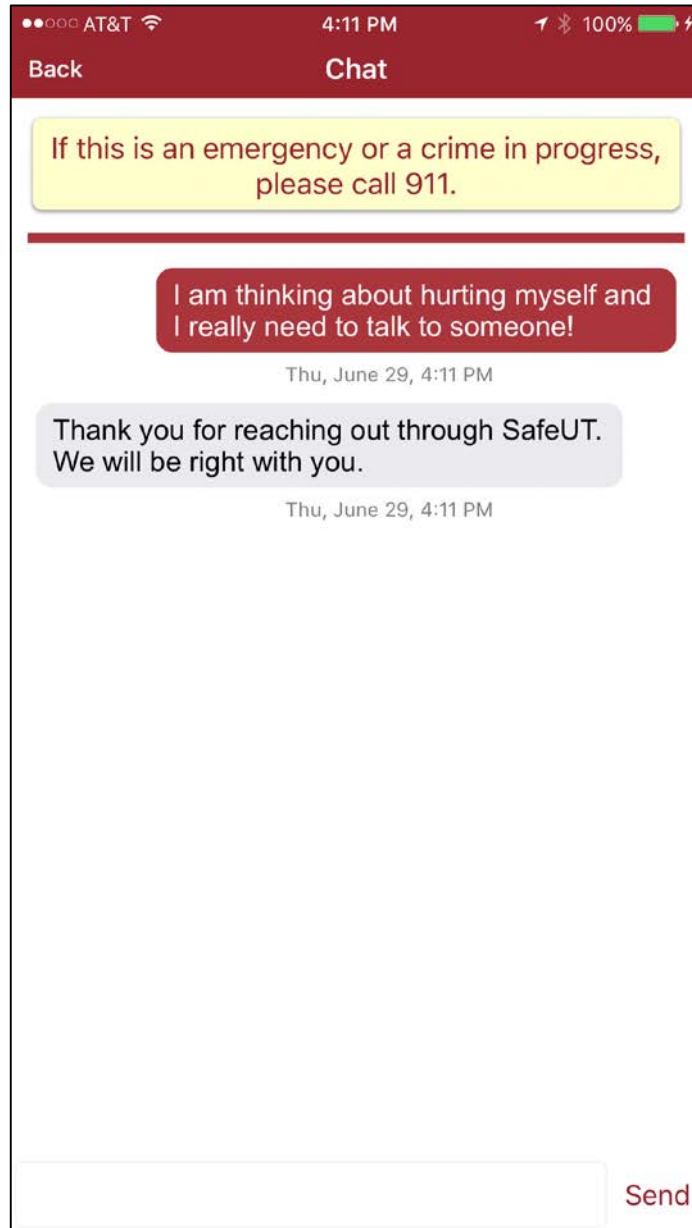 AT&T 4:11 PM 100%
Back Chat
If this is an emergency or a crime in progress,
please call 911.
I am thinking about hurting myself and
I really need to talk to someone!
Thu, June 29, 4:11 PM
Thank you for reaching out through SafeUT.
We will be right with you.
Thu, June 29, 4:11 PM
Send